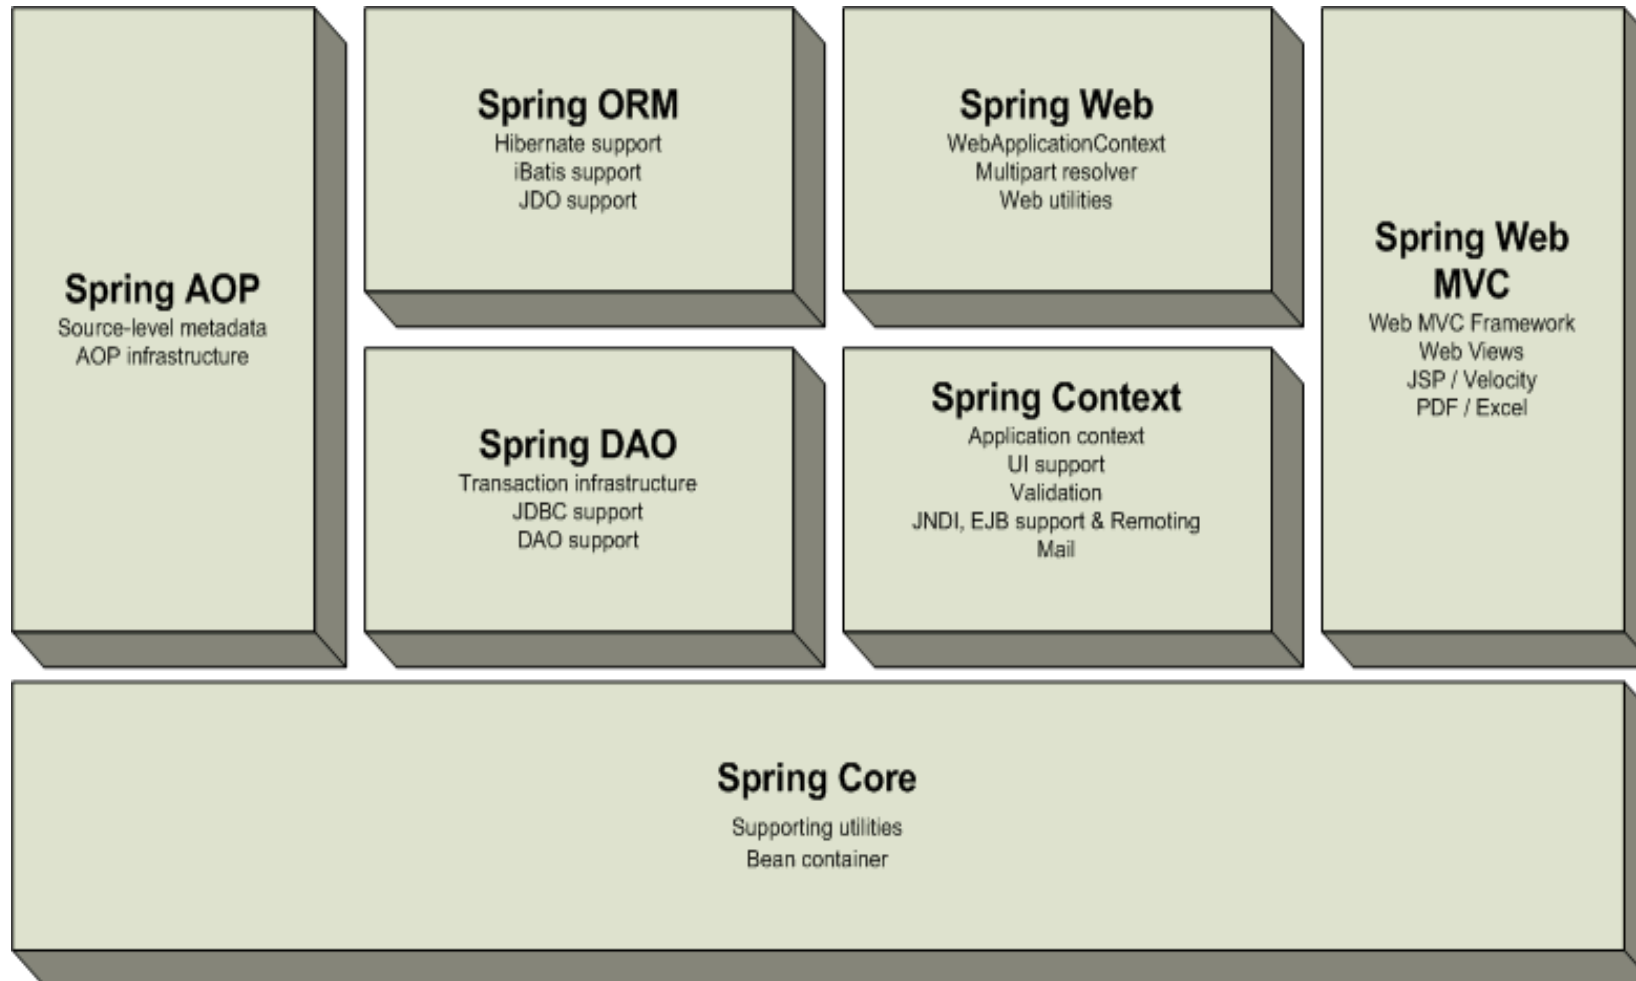 Spring AOP
Source-level metadata
AOP infrastructure
Spring ORM
Hibernate support
iBatis support
JDO support
Spring DAO
Transaction infrastructure
JDBC support
DAO support
Spring Web
WebApplicationContext
Multipart resolver
Web utilities
Spring Context
Application context
UI support
Validation
JNDI, EJB support & Remoting
Mail
Spring Web
MVC
Web MVC Framework
Web Views
JSP / Velocity
PDF / Excel
Spring Core
Supporting utilities
Bean container